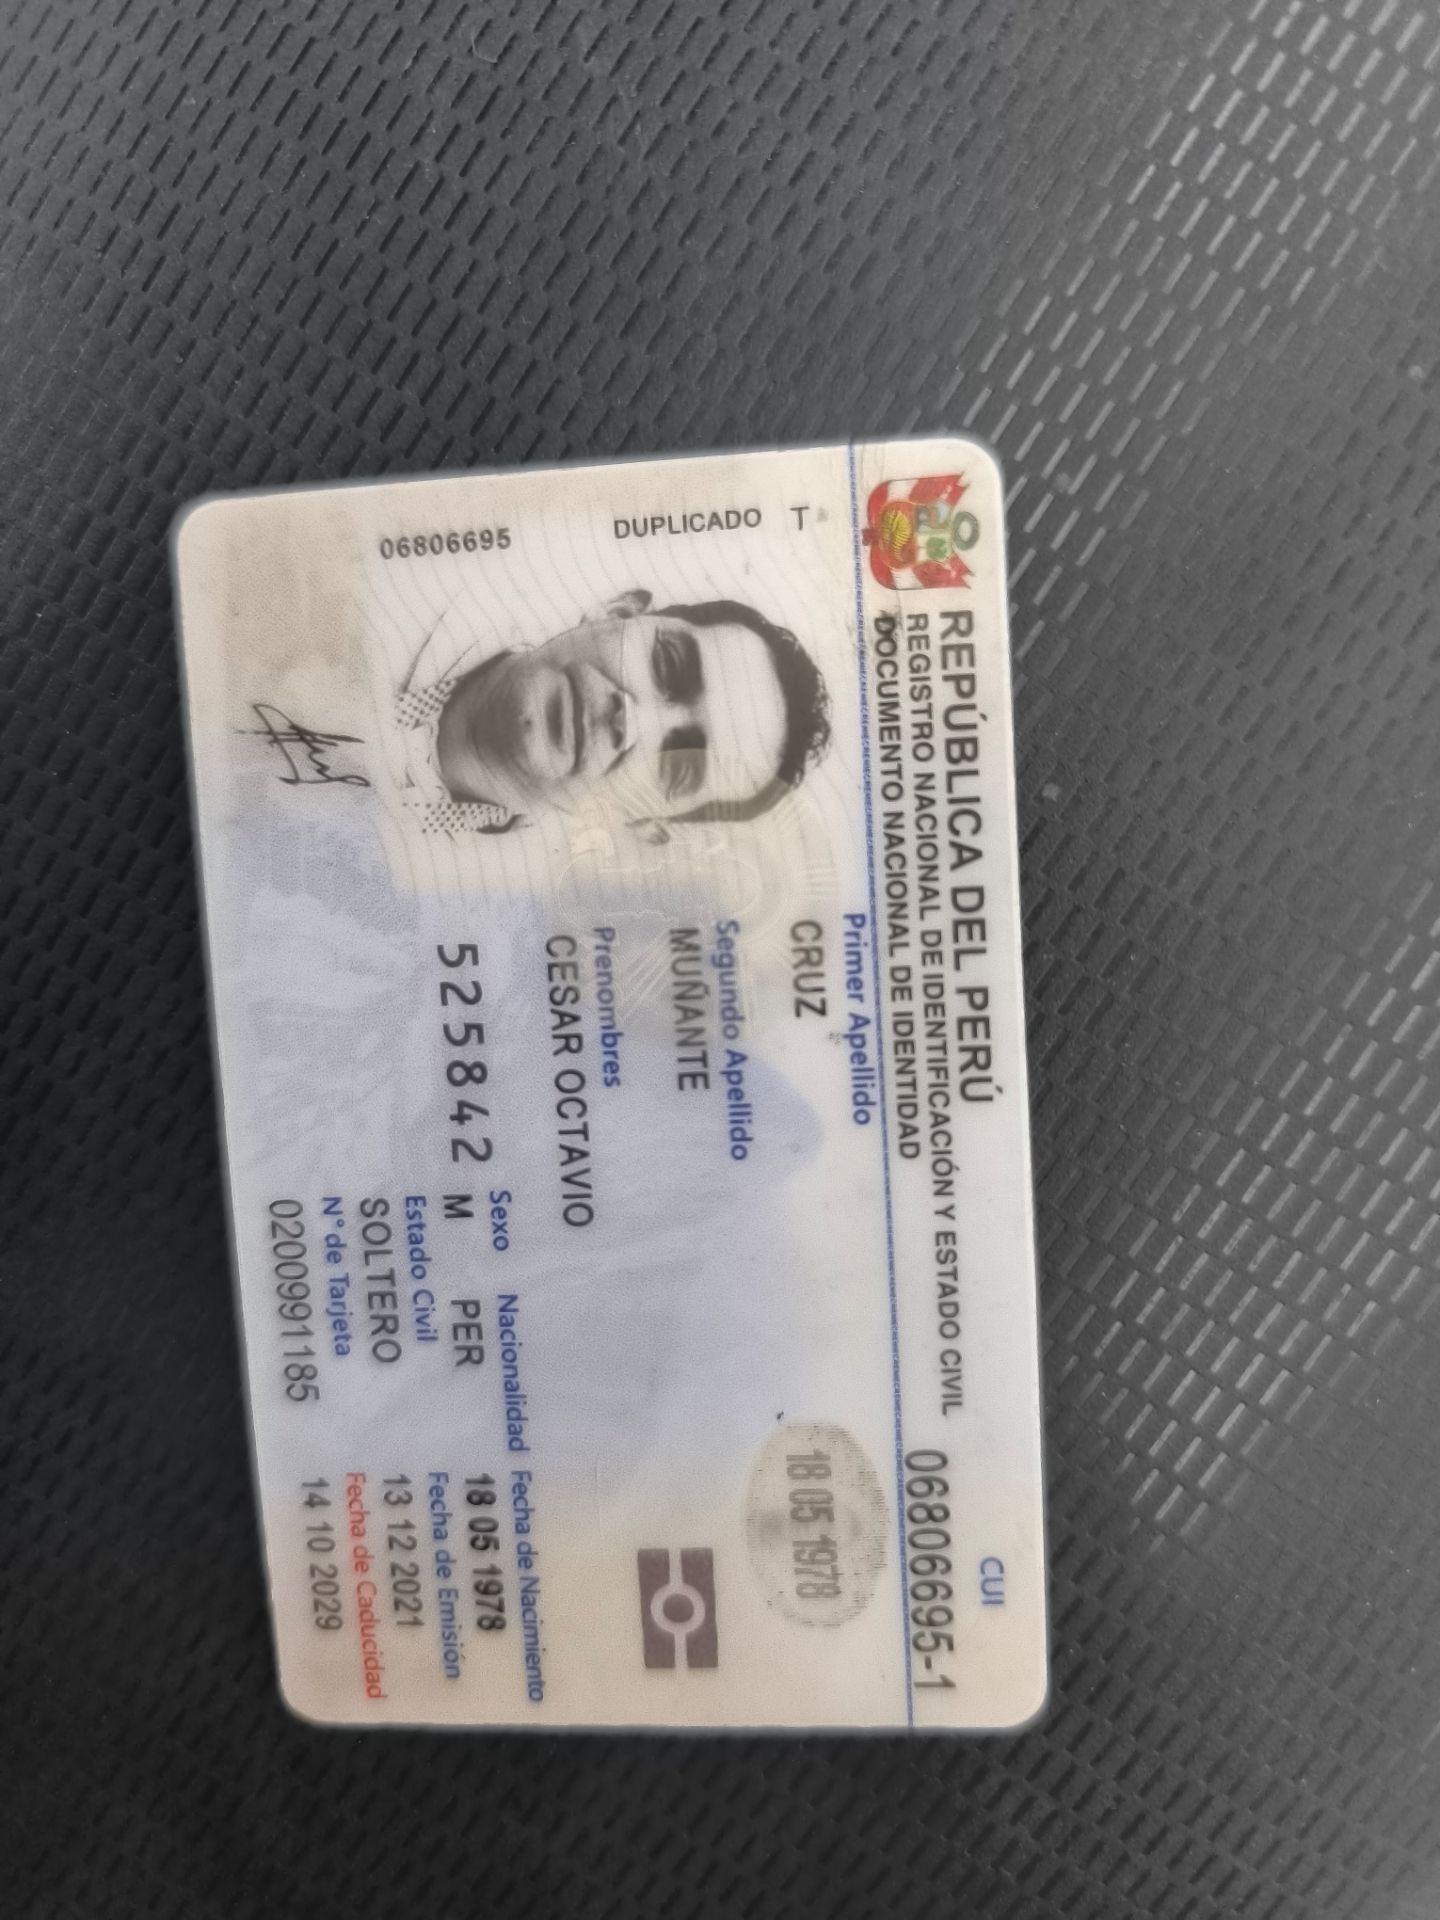 REPÚBLICA DEL PERÚ
REGISTRO NACIONAL DE IDENTIFICACIÓN Y ESTADO CIVIL
DOCUMENTO NACIONAL DE IDENTIDAD
CUI
06806695-1
T
DUPLICADO
06806695
Primer Apellido
CRUZ
18 05 1978
Segundo Apellido
MUÑANTE
Prenombres
CESAR OCTAVIO
525842
Sexo
M
Nacionalidad
PER
Fecha de Nacimiento
18 05 1978
Estado Civil
SOLTERO
Fecha de Emisión
13 12 2021
N° de Tarjeta
0200991185
Fecha de Caducidad
14 10 2029